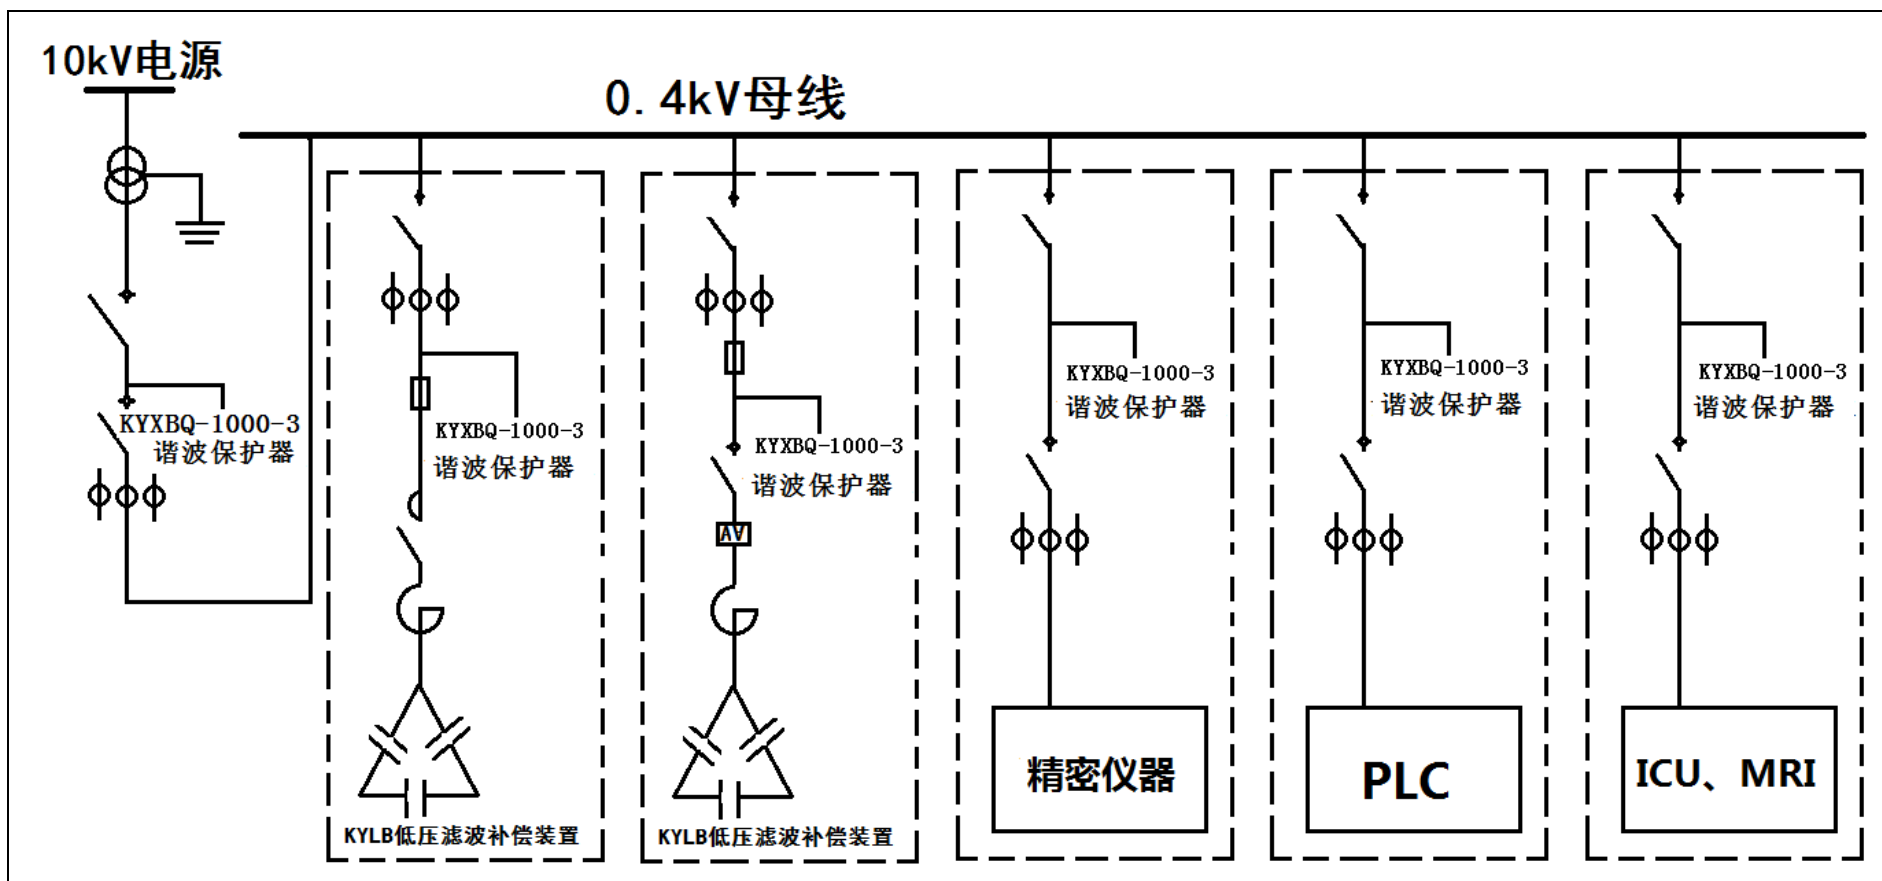 10kV电源
0.4kV母线
KYXBQ-1000-3
谐波保护器
KYXBQ-1000-3
谐波保护器
KYXBQ-1000-3
谐波保护器
AV
KYXBQ-1000-3
谐波保护器
KYXBQ-1000-3
谐波保护器
KYXBQ-1000-3
谐波保护器
KYLB低压滤波补偿装置
KYLB低压滤波补偿装置
精密仪器
PLC
ICU、MRI